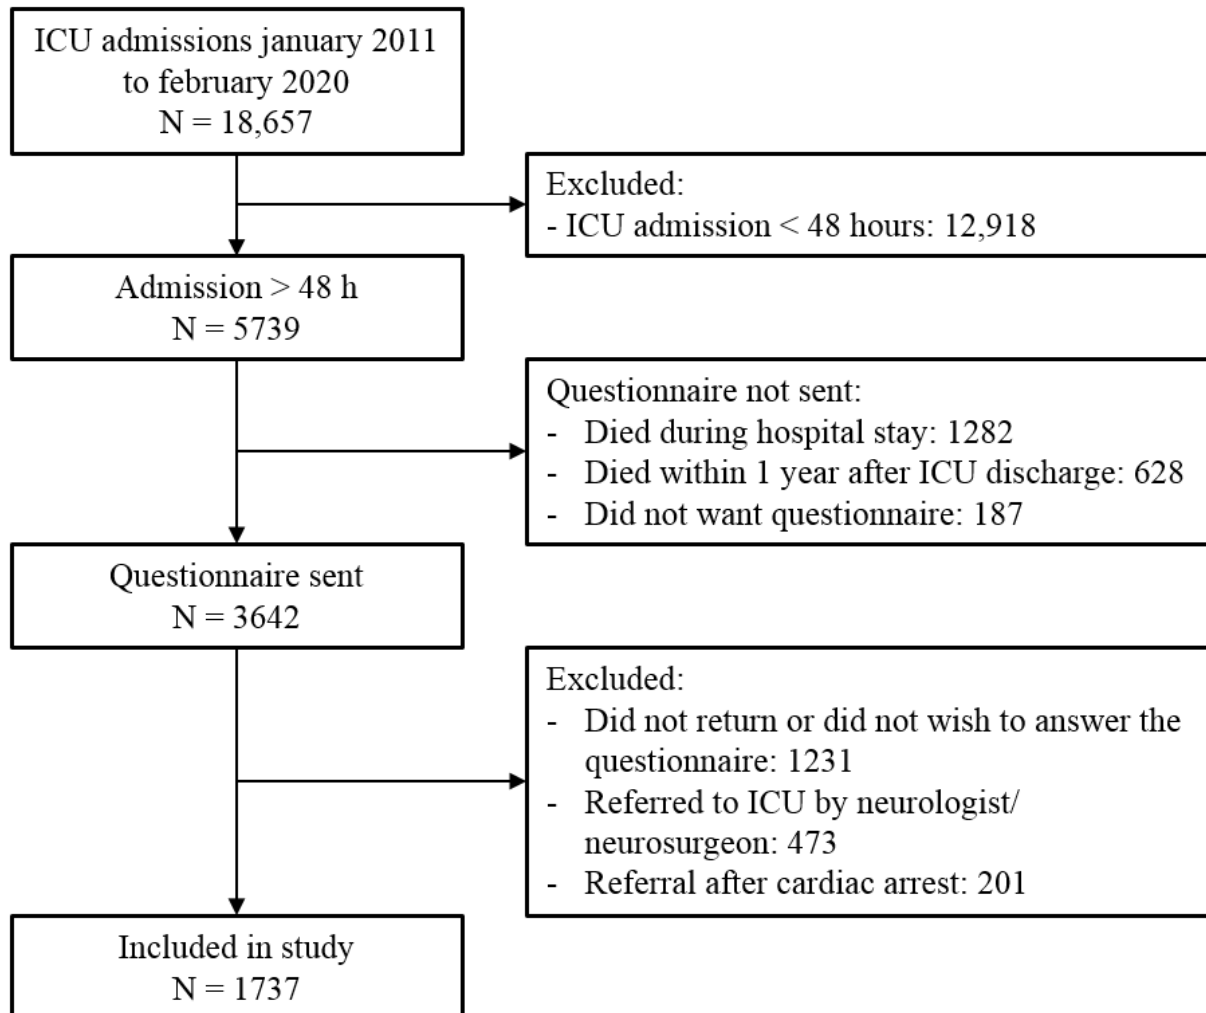 ICU admissions january 2011
to february 2020
N = 18,657
Excluded:
- ICU admission < 48 hours: 12,918
Admission > 48 h
N = 5739
Questionnaire not sent:
- Died during hospital stay: 1282
- Died within 1 year after ICU discharge: 628
- Did not want questionnaire: 187
Questionnaire sent
N = 3642
Excluded:
- Did not return or did not wish to answer the
questionnaire: 1231
- Referred to ICU by neurologist/
neurosurgeon: 473
- Referral after cardiac arrest: 201
Included in study
N = 1737